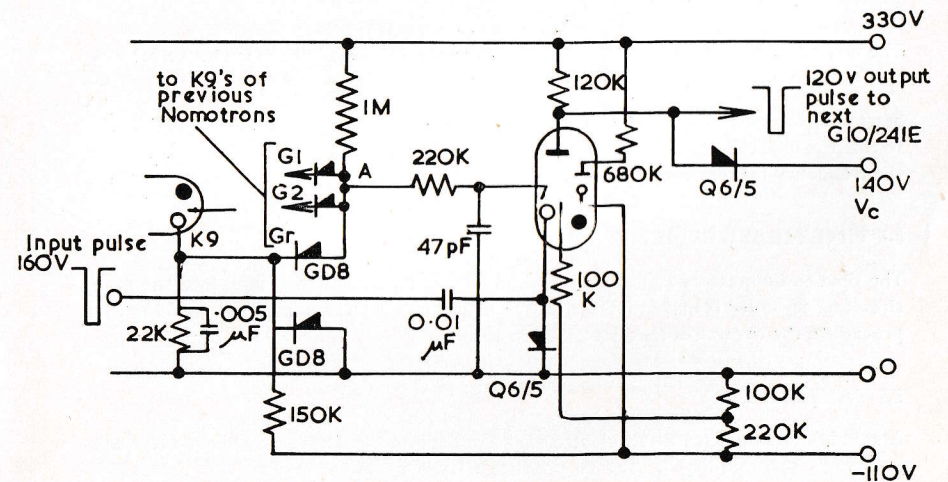 330V
to K9's of
previous
Nomotrons
1M
120K
120v output
pulse to
next
G10/241E
G1
A
G2
220K
680K
Q6/5
140V
Vc
K9
Gr
GD8
47pF
Input pulse
160V
100
K
.005
µF
22K
0.01
µF
GD8
Q6/5
O
150K
100K
220K
-110V